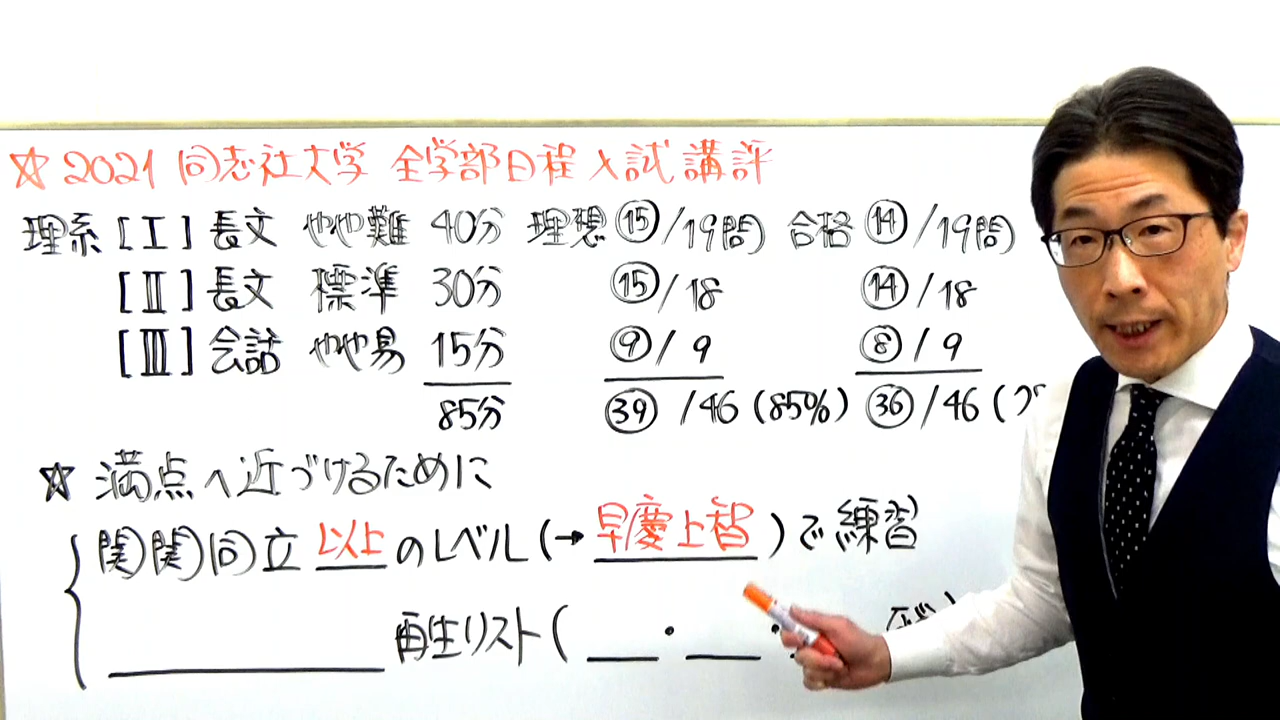 ☆ 2021 同志社大学 全学部日程入試講評
理系 [Ⅰ] 長文 やや難 40分 理想 ⑮/19問 合格 ⑭/19問
[Ⅱ] 長文 標準 30分 ⑮/18 ⑭/18
[Ⅲ] 会話 やや易 15分 ⑨/9 ⑧/9
85分 ㊴/46 (85%) ㊱/46 (
☆ 満点へ近づけるために
関関同立 以上 のレベル (→ 早慶上智 ) で練習
再生リスト ( ・ ・